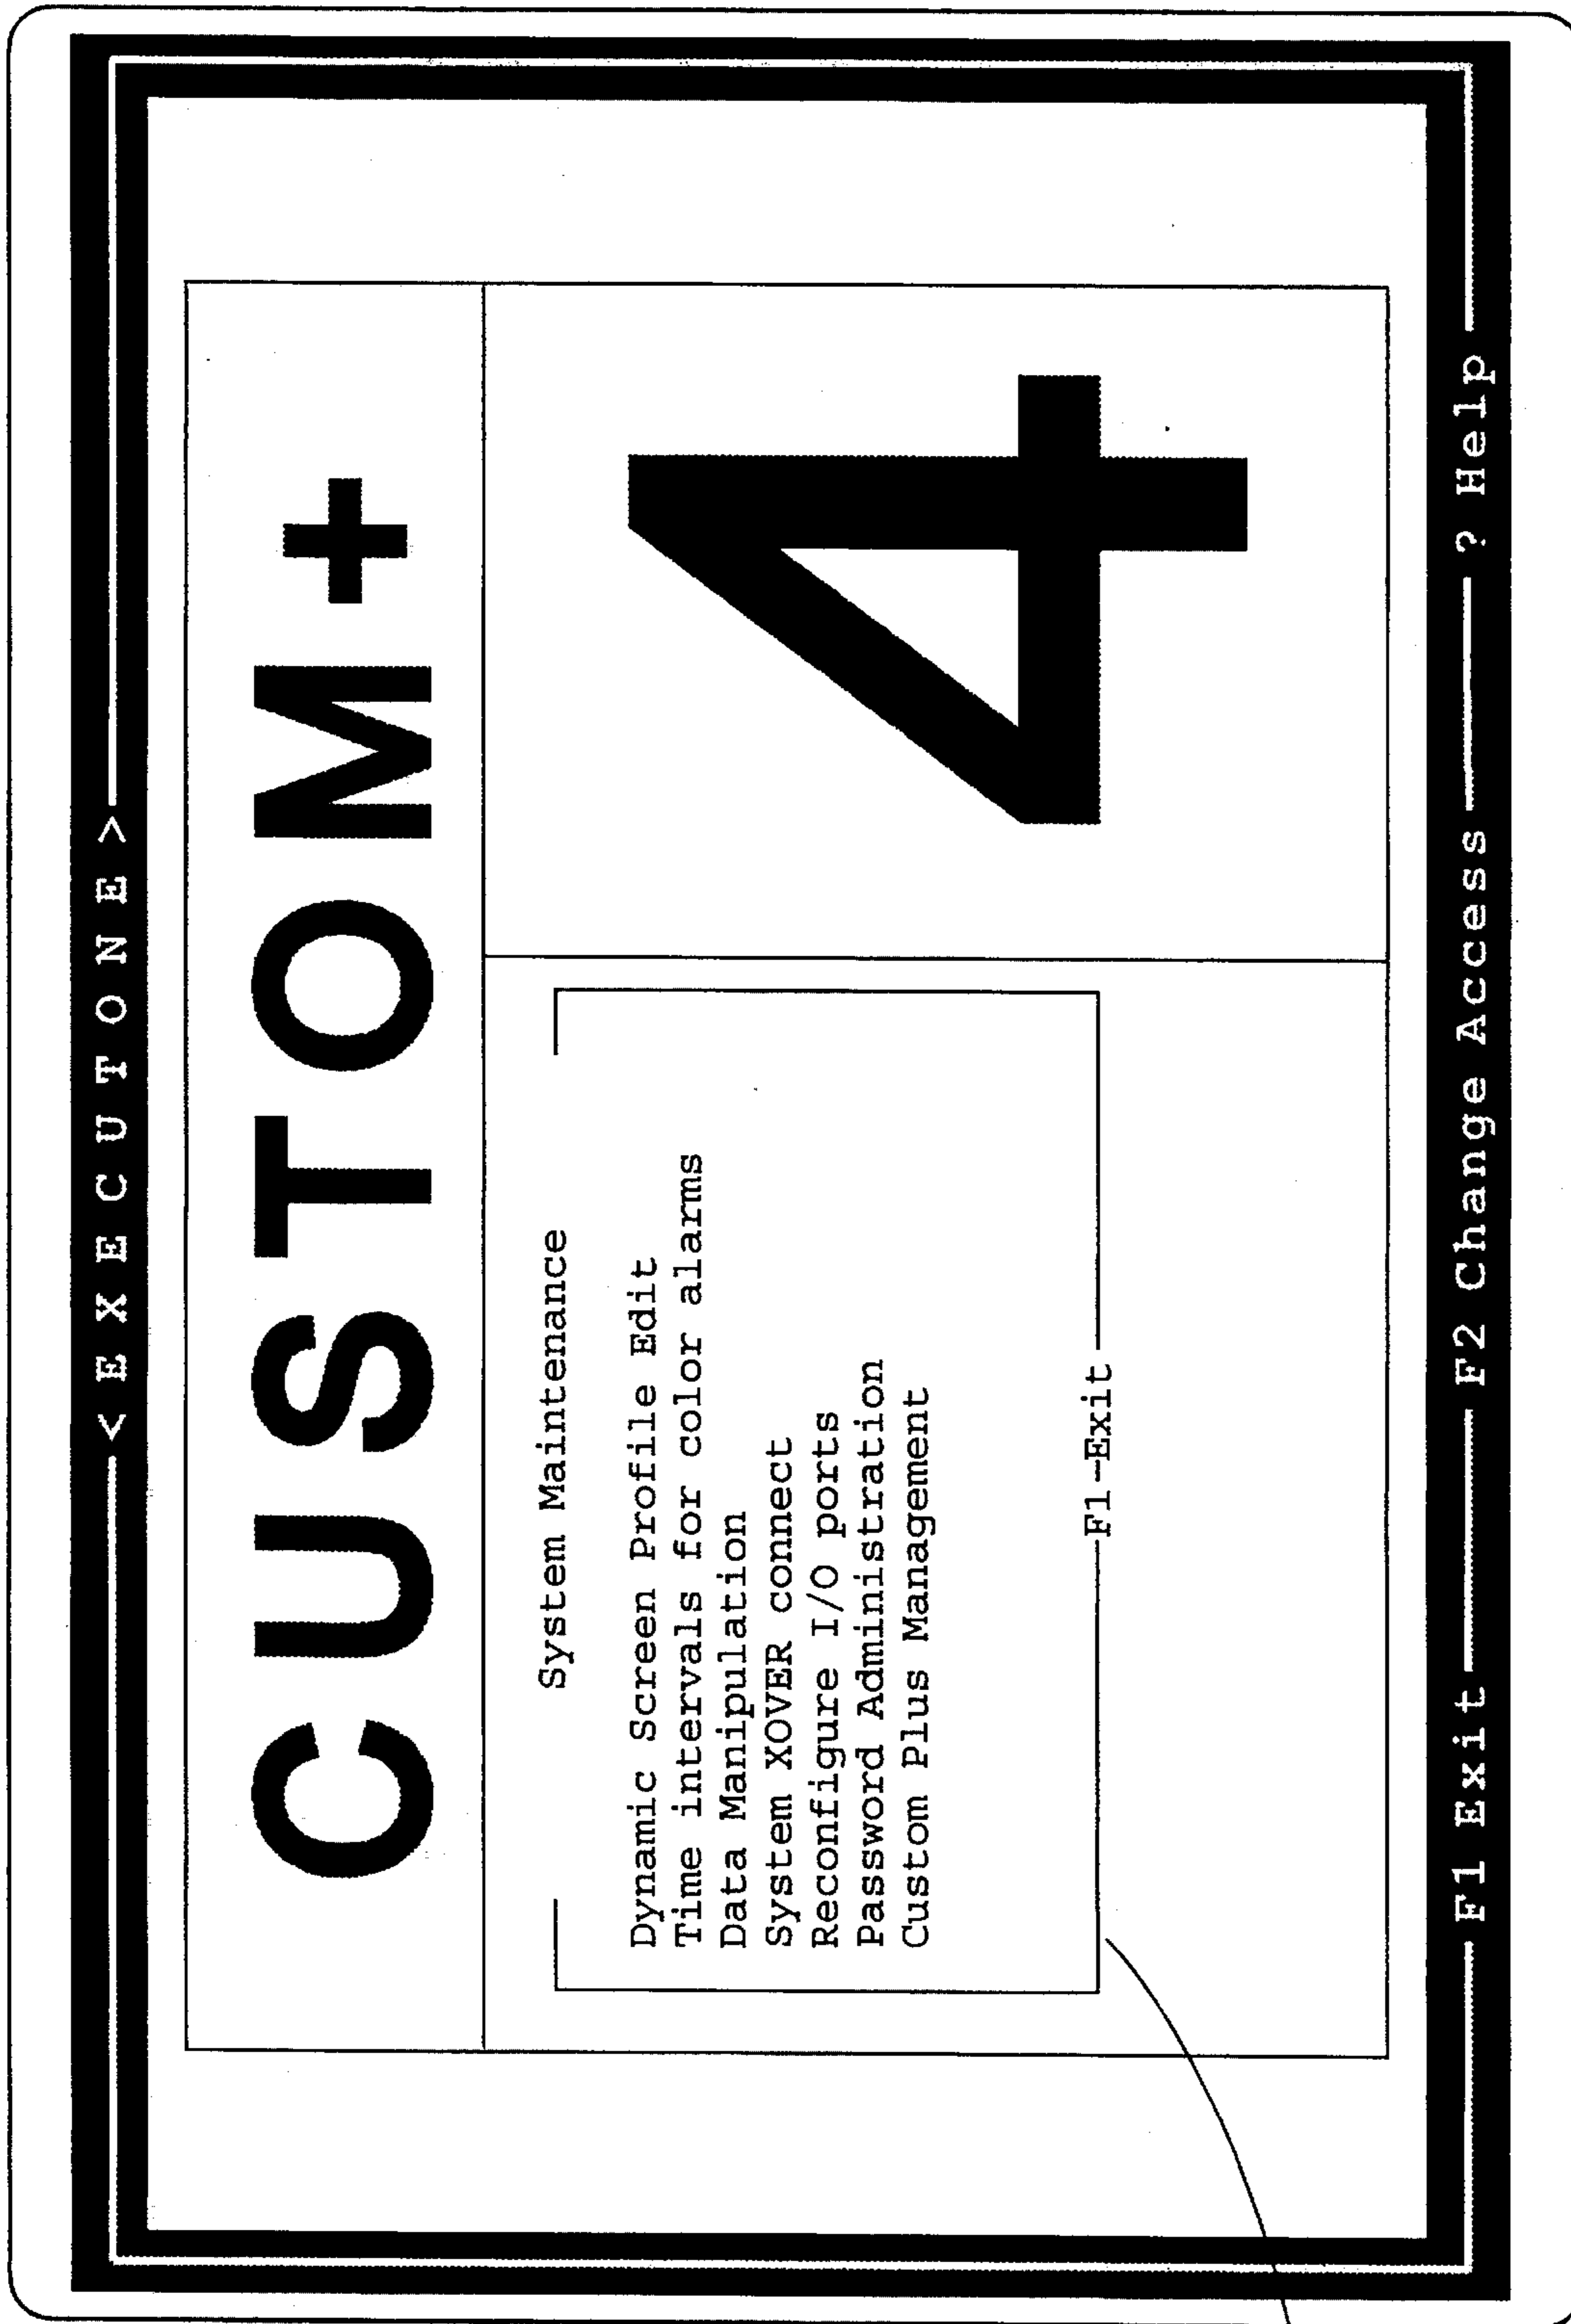 < E X E C U T O N E >
CUSTOM+
System Maintenance
Dynamic Screen Profile Edit
Time intervals for color alarms
Data Manipulation
System XOVER connect
Reconfigure I/O ports
Password Administration
Custom Plus Management
F1-Exit
4
F1 Exit F2 Change Access ? Help